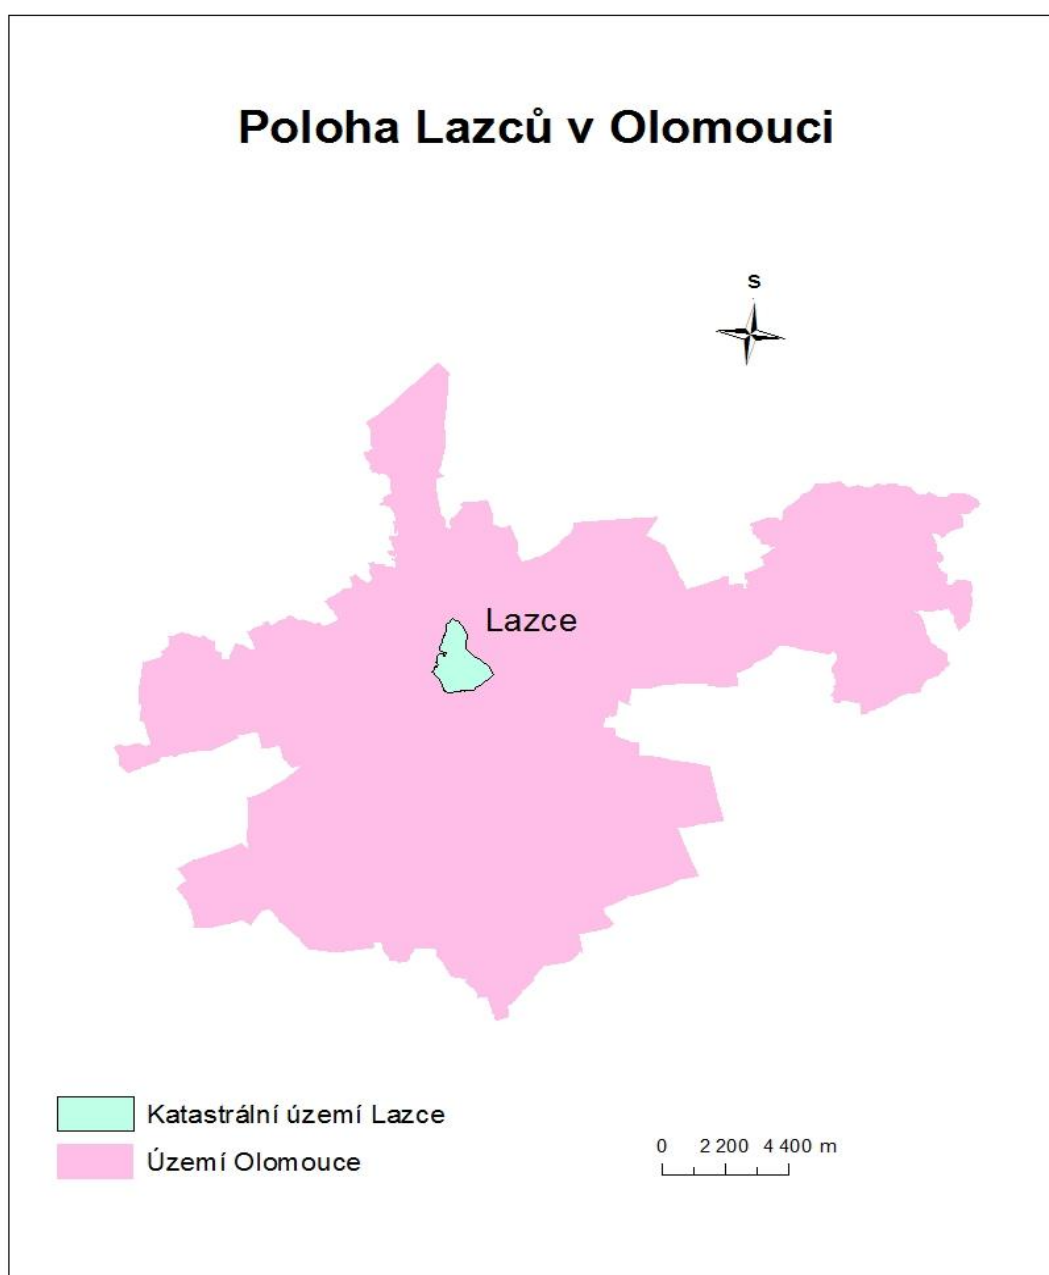 Poloha Lazců v Olomouci
S
Lazce
Katastrální území Lazce
Území Olomouce
0 2 200 4 400 m